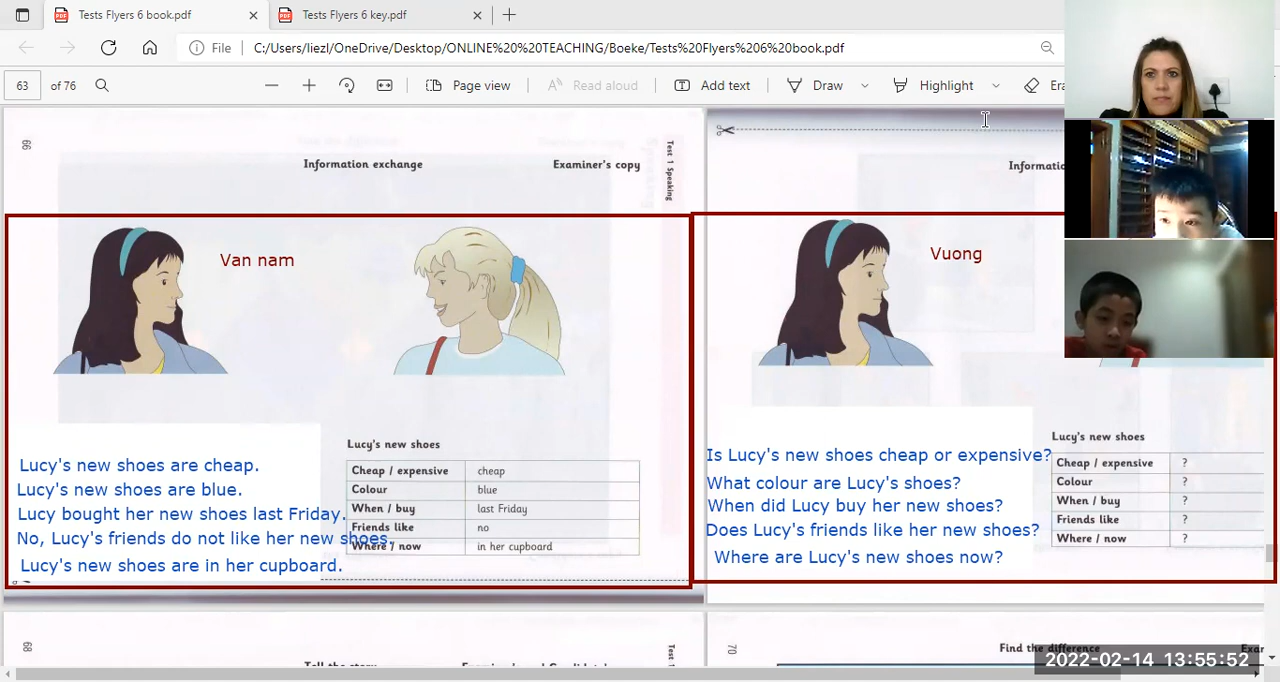 Tests Flyers 6 book.pdf
Tests Flyers 6 key.pdf
File C:/Users/liezl/OneDrive/Desktop/ONLINE%20%20TEACHING/Boeke/Tests%20Flyers%206%20book.pdf
63 of 76
Page view
Read aloud
Add text
Draw
Highlight
66
Information exchange
Examiner's copy
Test 1 Speaking
Van nam
Lucy's new shoes
Cheap / expensive cheap
Colour blue
When / buy last Friday
Friends like no
Where / now in her cupboard
Lucy's new shoes are cheap.
Lucy's new shoes are blue.
Lucy bought her new shoes last Friday.
No, Lucy's friends do not like her new shoes.
Lucy's new shoes are in her cupboard.
Vuong
Is Lucy's new shoes cheap or expensive?
What colour are Lucy's shoes?
When did Lucy buy her new shoes?
Does Lucy's friends like her new shoes?
Where are Lucy's new shoes now?
Lucy's new shoes
Cheap / expensive ?
Colour ?
When / buy ?
Friends like ?
Where / now ?
68
70
Find the difference
2022-02-14 13:55:52